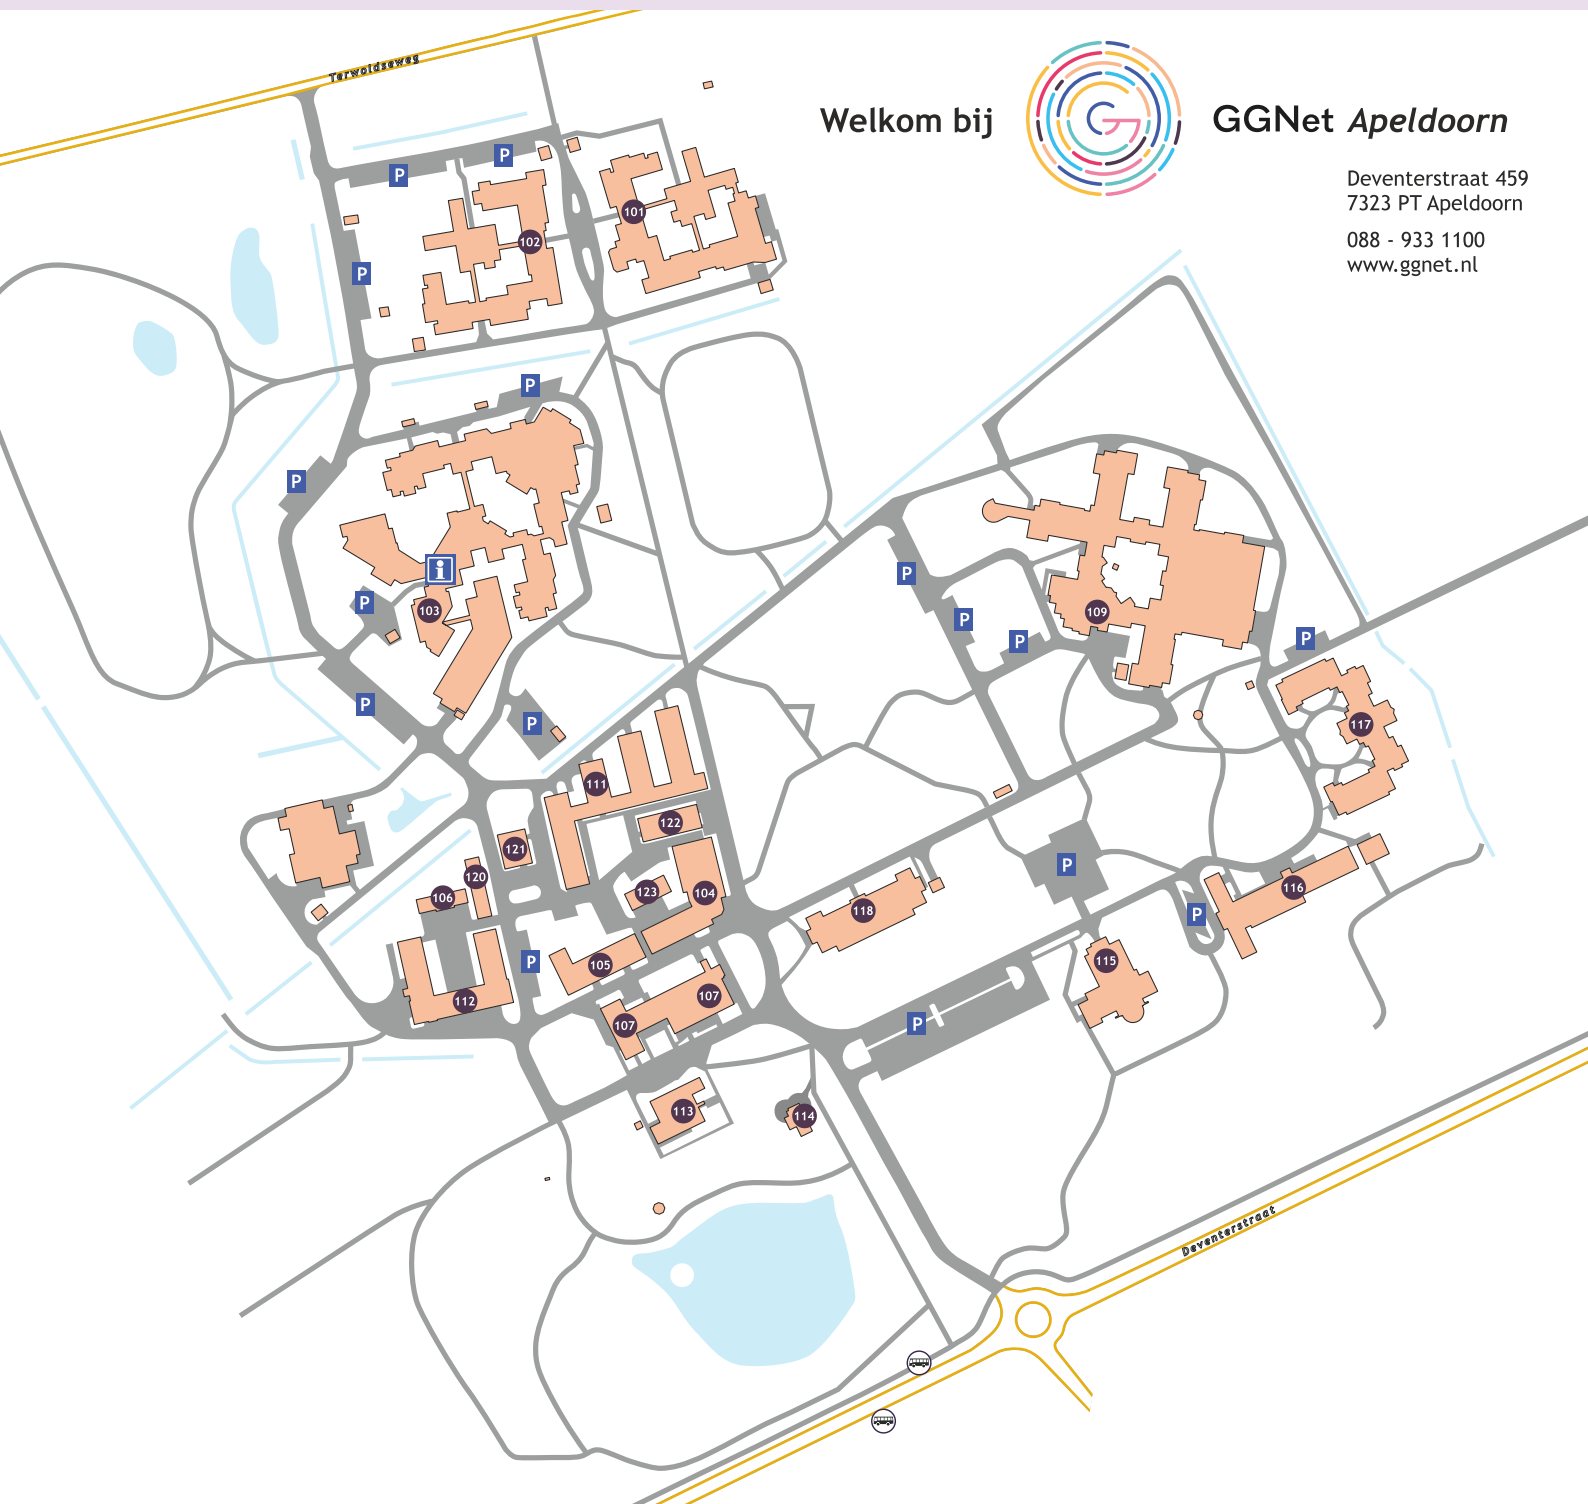 Terwoldseweg
Welkom bij
GGNet Apeldoorn
Deventerstraat 459
7323 PT Apeldoorn
088 - 933 1100
www.ggnet.nl
P
P
101
102
P
P
P
i
P
103
P
P
P
P
P
109
P
117
111
122
121
120
106
123
104
105
P
112
107
107
118
P
116
P
115
P
113
114
Deventerstraat